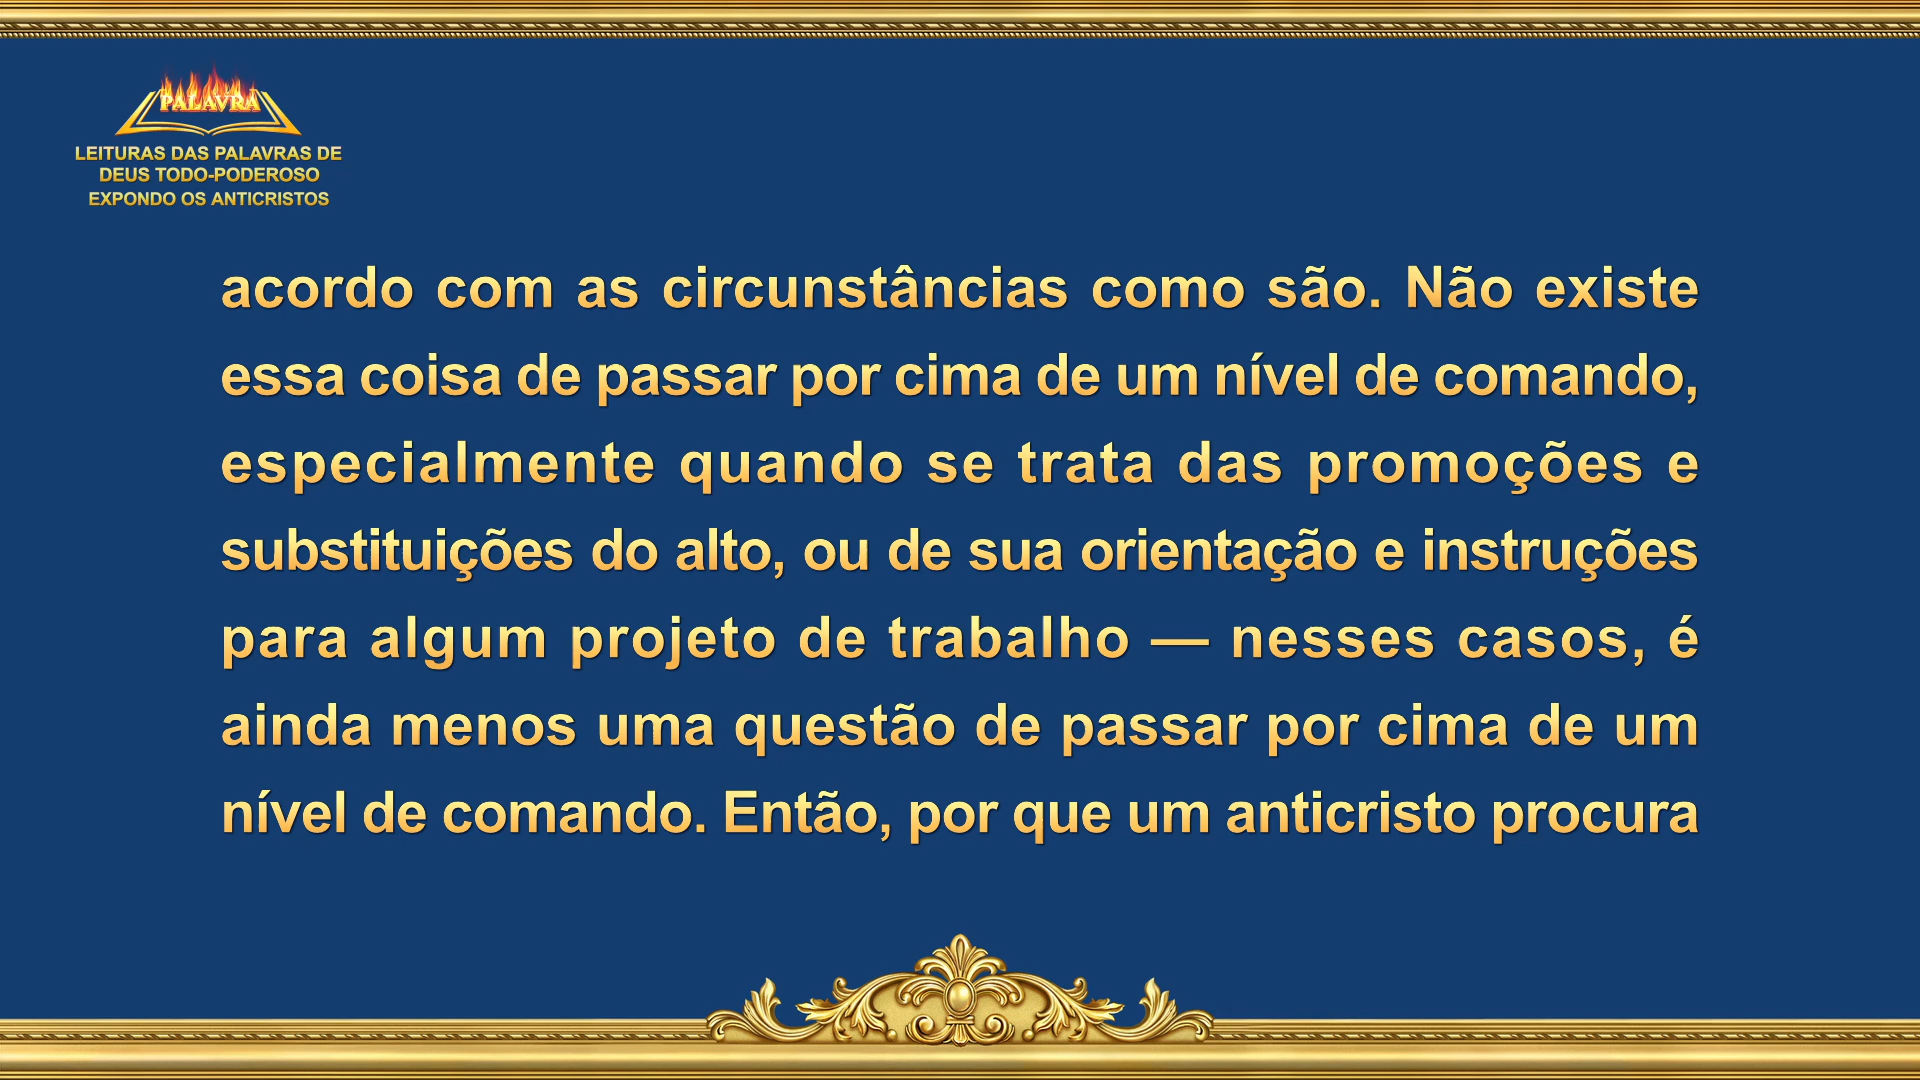 PALAVRA
LEITURAS DAS PALAVRAS DE
DEUS TODO-PODEROSO
EXPONDO OS ANTICRISTOS
acordo com as circunstâncias como são. Não existe
essa coisa de passar por cima de um nível de comando,
especialmente quando se trata das promoções e
substituições do alto, ou de sua orientação e instruções
para algum projeto de trabalho — nesses casos, é
ainda menos uma questão de passar por cima de um
nível de comando. Então, por que um anticristo procura